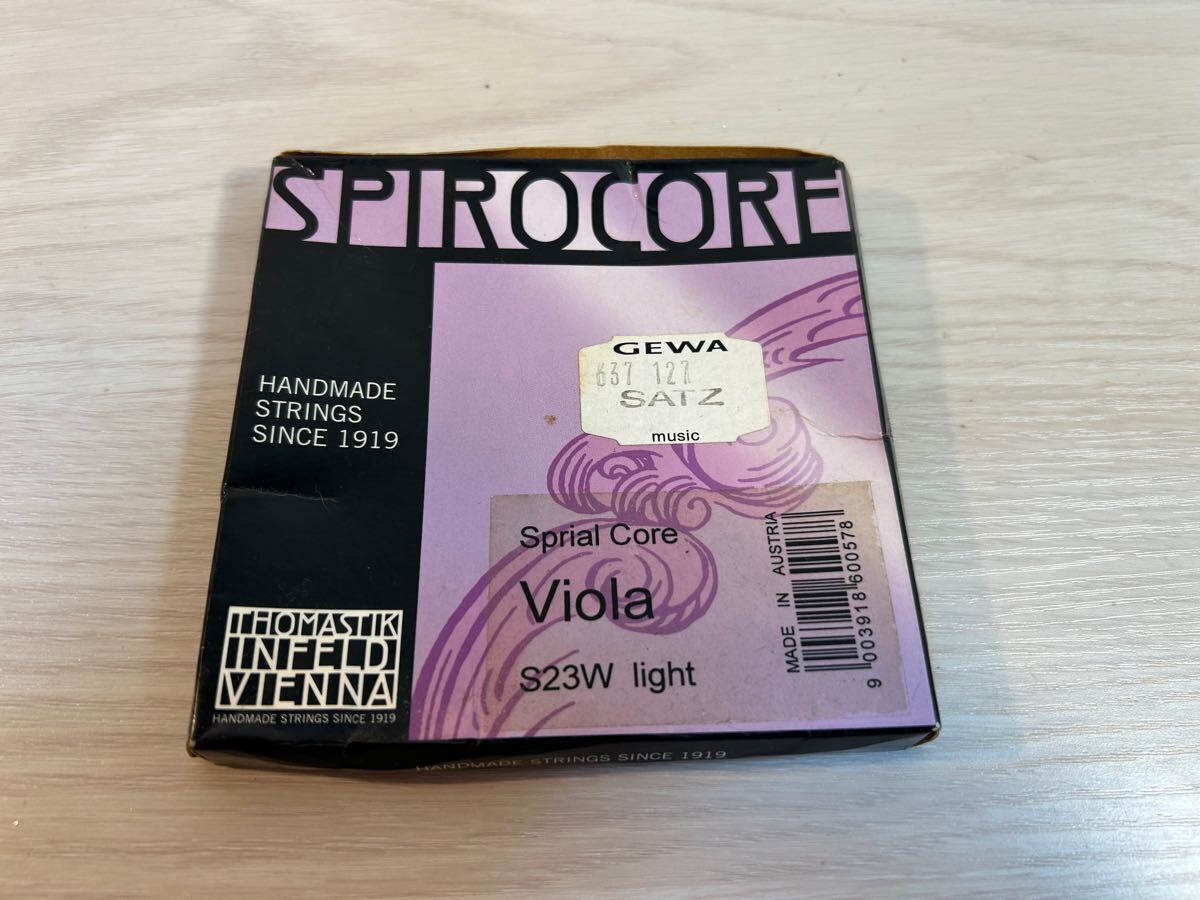 SPIROCORE
HANDMADE
STRINGS
SINCE 1919
GEWA
637 127
SATZ
music
Sprial Core
Viola
S23W light
MADE IN AUSTRIA
9 003918 600578
THOMASTIK
INFELD
VIENNA
HANDMADE STRINGS SINCE 1919
HANDMADE STRINGS SINCE 1919